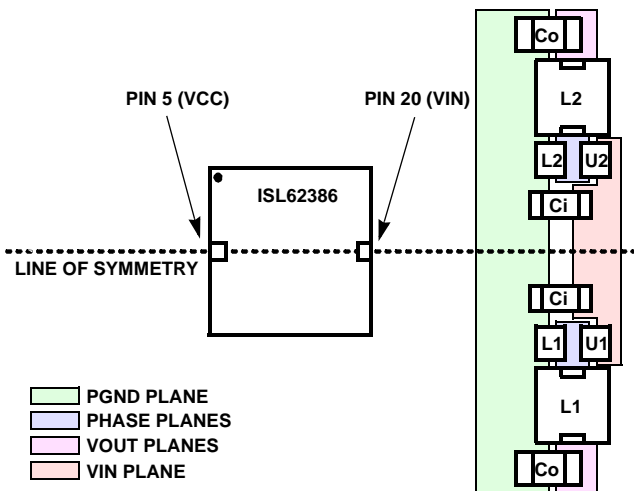 Co
PIN 5 (VCC)
PIN 20 (VIN)
L2
L2
U2
ISL62386
Ci
LINE OF SYMMETRY
Ci
L1
U1
PGND PLANE
PHASE PLANES
L1
VOUT PLANES
VIN PLANE
Co